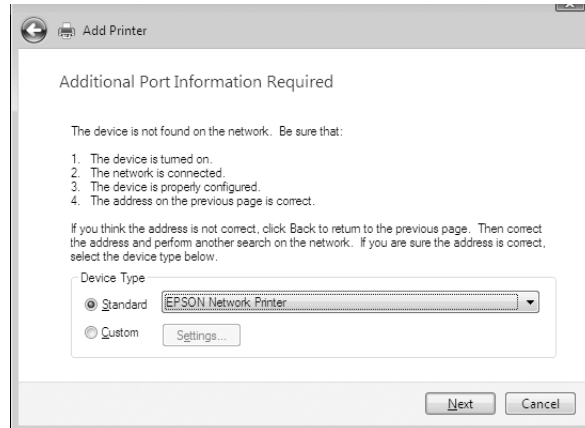 Add Printer
Additional Port Information Required
The device is not found on the network. Be sure that:
1. The device is turned on.
2. The network is connected.
3. The device is properly configured.
4. The address on the previous page is correct.
If you think the address is not correct, click Back to return to the previous page. Then correct
the address and perform another search on the network. If you are sure the address is correct,
select the device type below.
Device Type
Standard EPSON Network Printer
Custom Settings...
Next Cancel